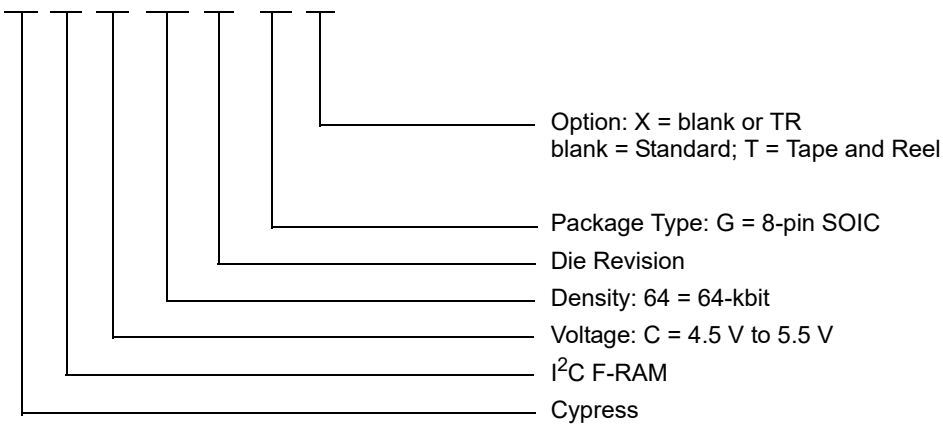 Option: X = blank or TR
blank = Standard; T = Tape and Reel
Package Type: G = 8-pin SOIC
Die Revision
Density: 64 = 64-kbit
Voltage: C = 4.5 V to 5.5 V
I²C F-RAM
Cypress